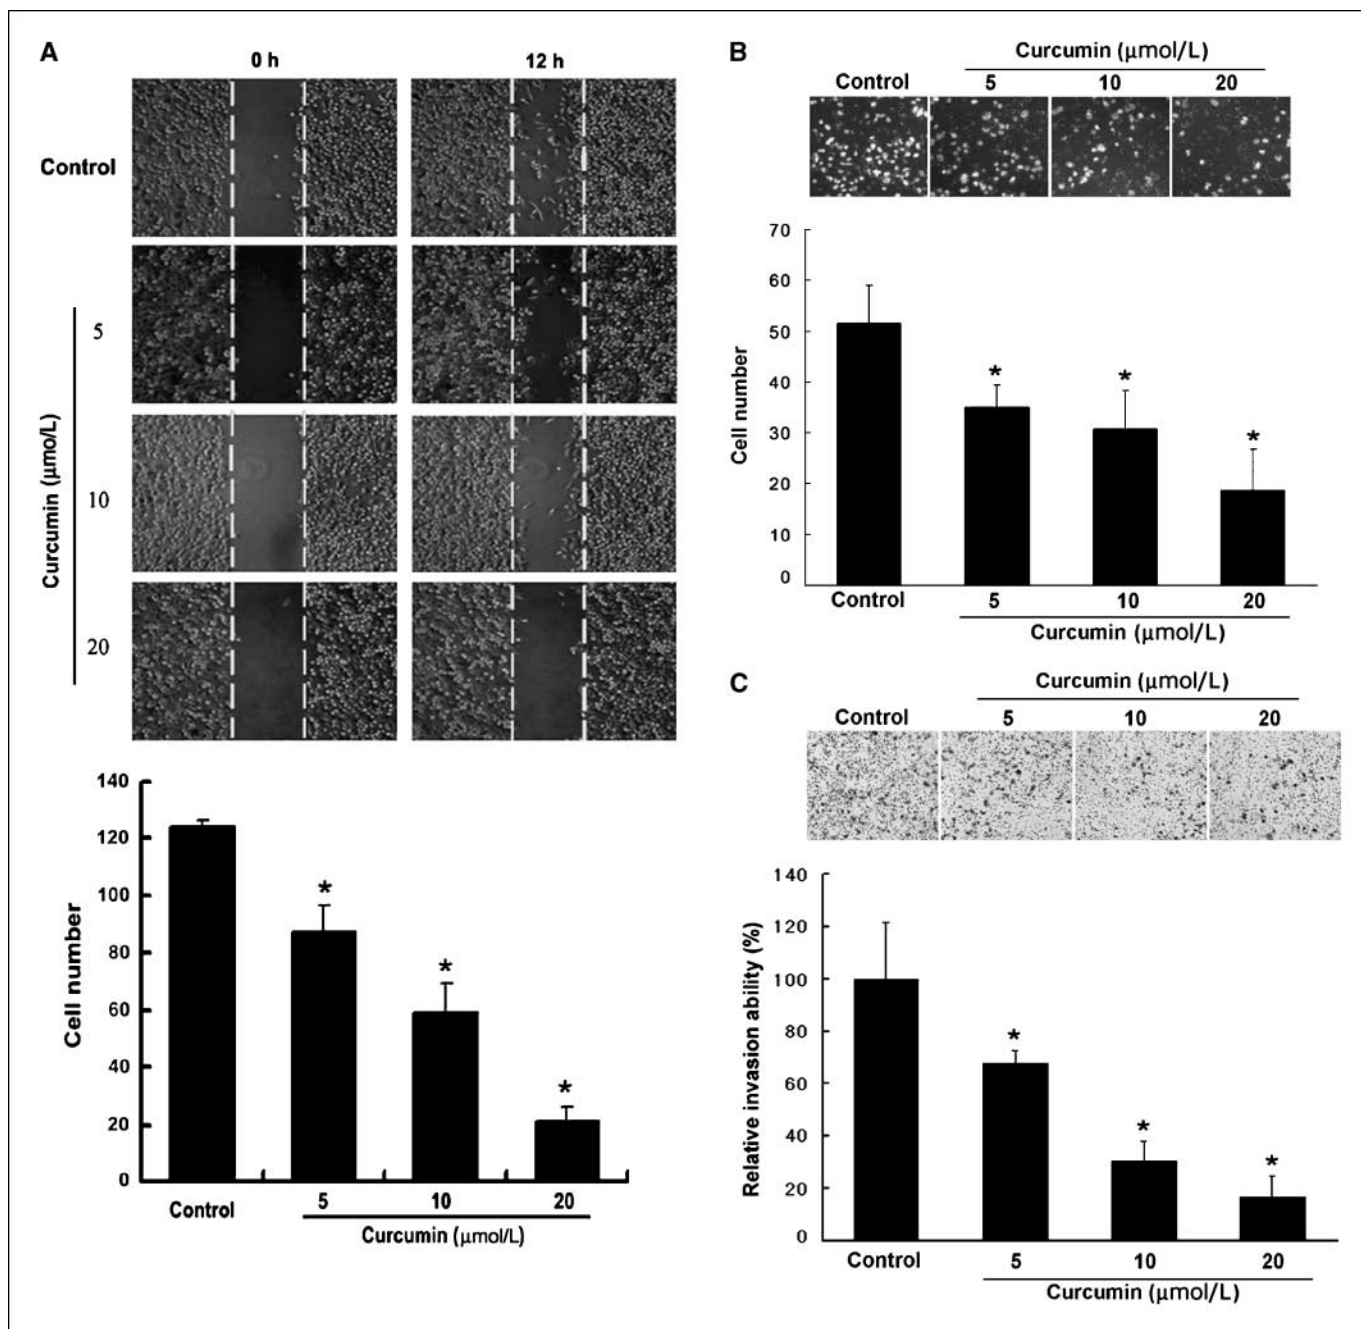 A
0 h
12 h
Control
5
10
20
Curcumin (μmo/L)
140
120
100
80
60
40
20
0
Cell number
*
*
*
Control
5
10
20
Curcumin (μmol/L)
B
Curcumin (μmol/L)
Control
5
10
20
70
60
50
40
30
20
10
0
Cell number
*
*
*
Control
5
10
20
Curcumin (μmol/L)
C
Curcumin (μmol/L)
Control
5
10
20
140
120
100
80
60
40
20
0
Relative invasion ability (%)
*
*
*
Control
5
10
20
Curcumin (μmol/L)